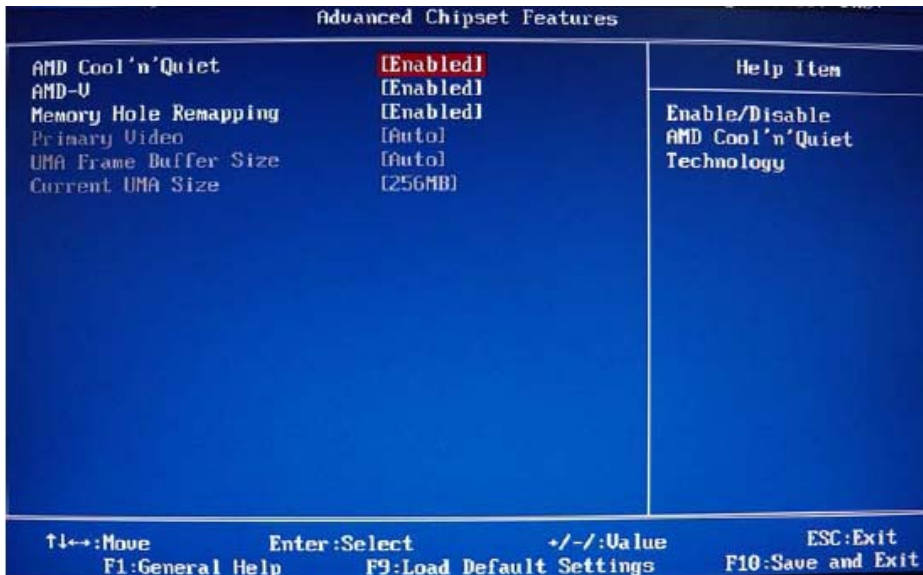 Advanced Chipset Features
AMD Cool'n'Quiet [Enabled]
AMD-V [Enabled]
Memory Hole Remapping [Enabled]
Primary Video [Auto]
UMA Frame Buffer Size [Auto]
Current UMA Size [256MB]
Help Item
Enable/Disable
AMD Cool'n'Quiet
Technology
↑↓←→:Move Enter:Select +/-/:Value ESC:Exit
F1:General Help F9:Load Default Settings F10:Save and Exit